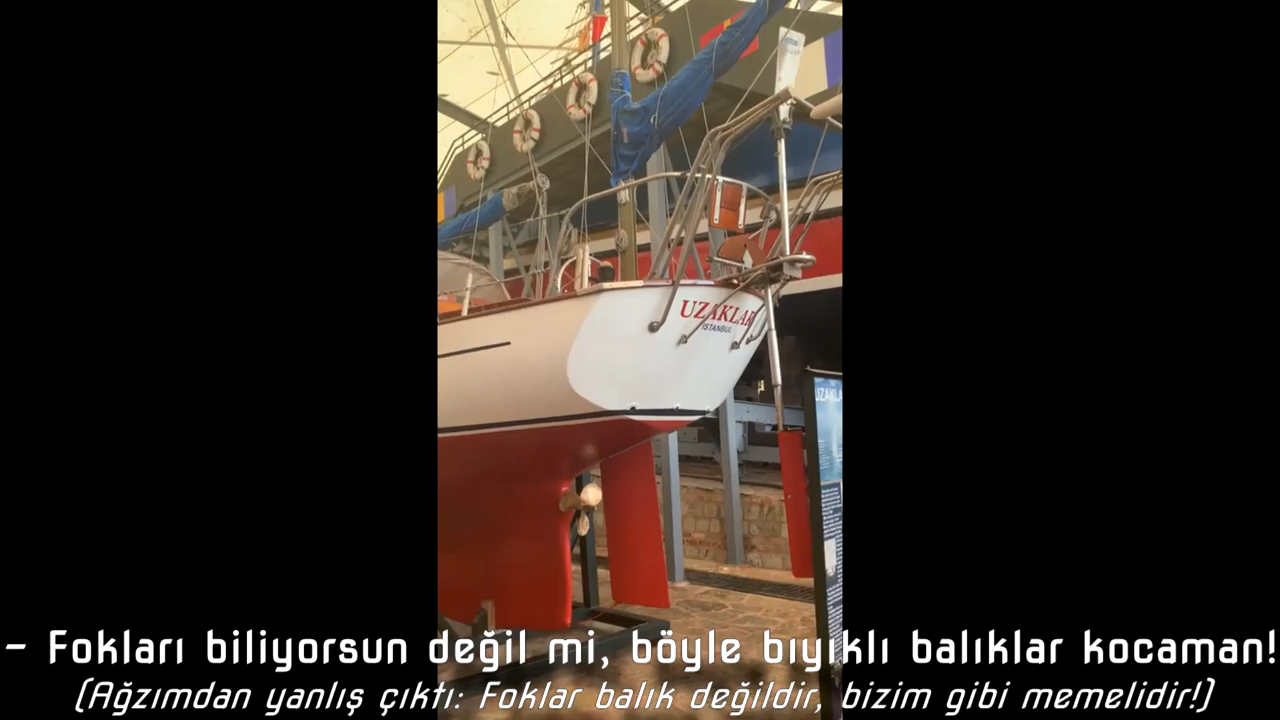 UZAKLAR
İSTANBUL
UZAKLA
- Fokları biliyorsun değil mi, böyle bıyıklı balıklar kocaman!
(Ağzımdan yanlış çıktı: Foklar balık değildir, bizim gibi memelidir!)